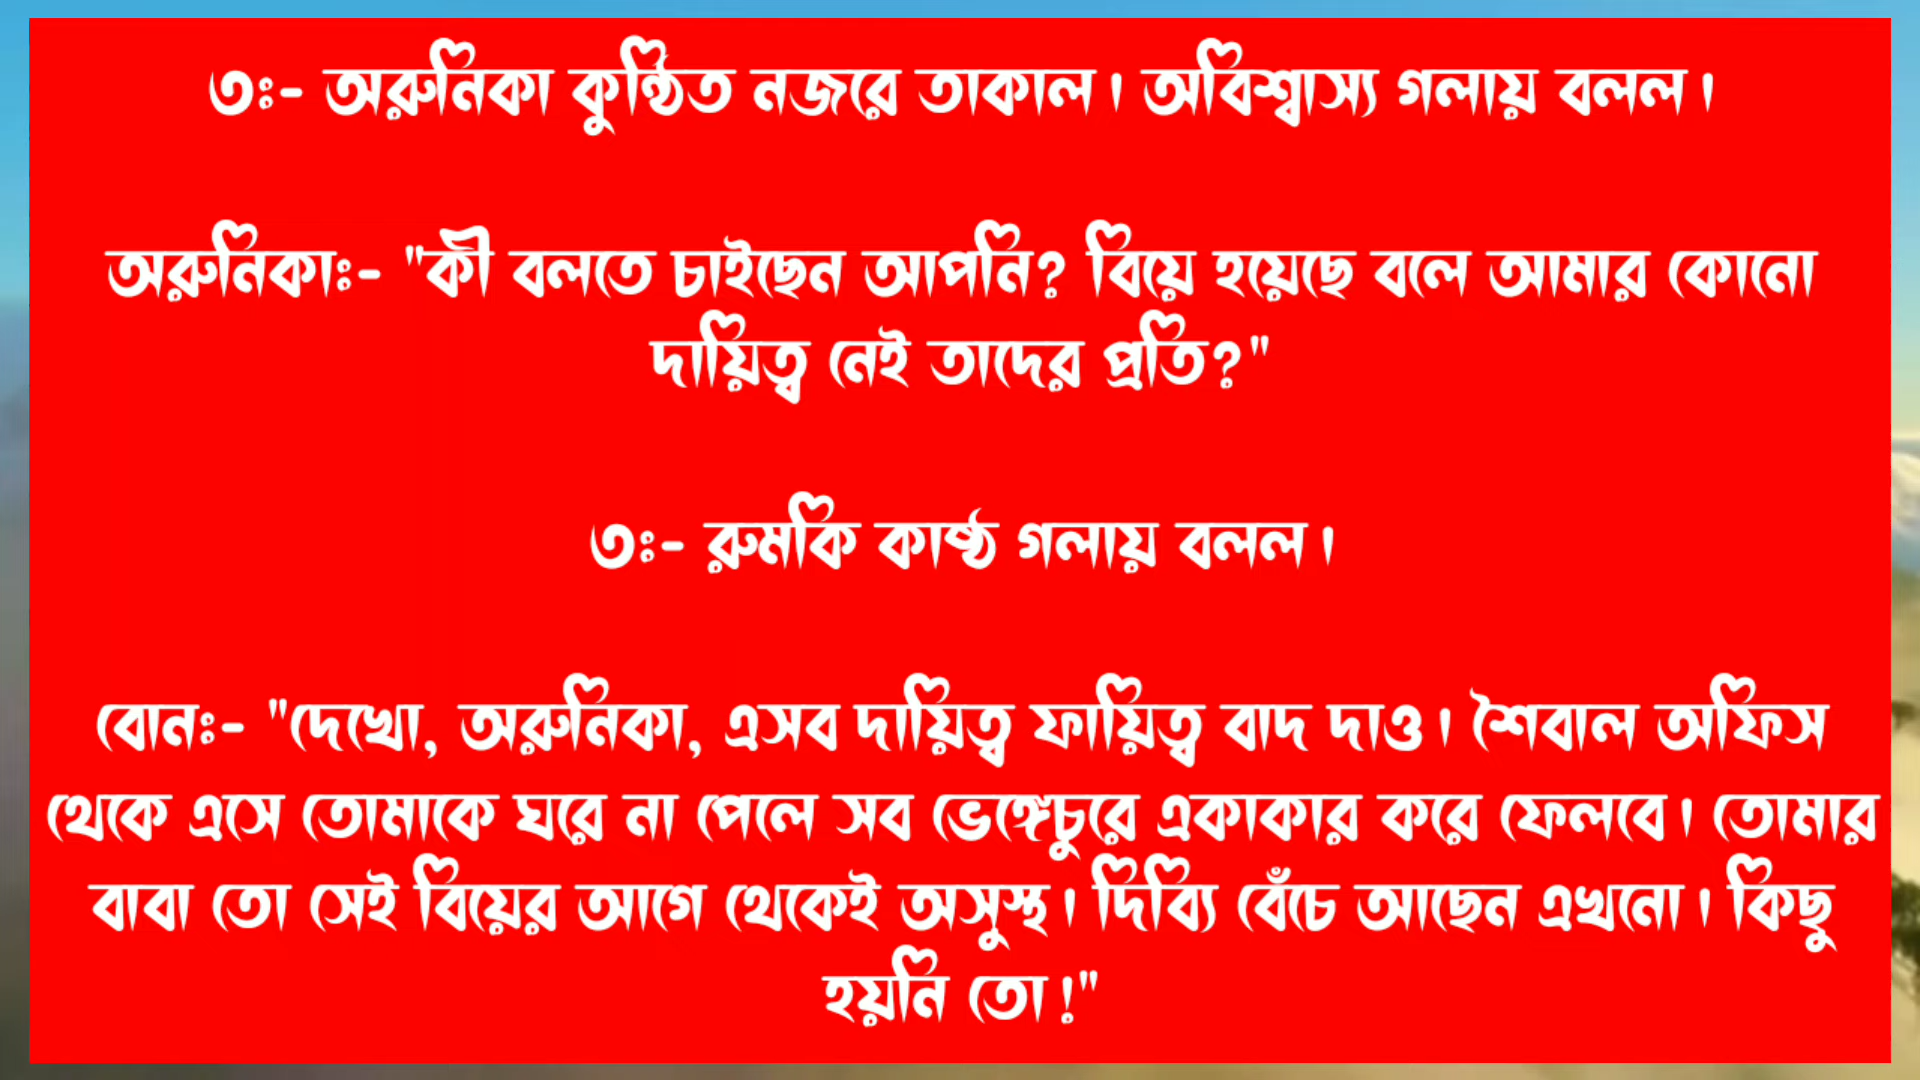 ৩ঃ- অরুনিকা কুন্ঠিত নজরে তাকাল। অবিশ্বাস্য গলায় বলল।
অরুনিকাঃ- "কী বলতে চাইছেন আপনি? বিয়ে হয়েছে বলে আমার কোনো
দায়িত্ব নেই তাদের প্রতি?"
৩ঃ- রুমকি কাষ্ঠ গলায় বলল।
বোনঃ- "দেখো, অরুনিকা, এসব দায়িত্ব ফায়িত্ব বাদ দাও। শৈবাল অফিস
থেকে এসে তোমাকে ঘরে না পেলে সব ভেঙ্গেচুরে একাকার করে ফেলবে। তোমার
বাবা তো সেই বিয়ের আগে থেকেই অসুস্থ। দিব্যি বেঁচে আছেন এখনো। কিছু
হয়নি তো!"